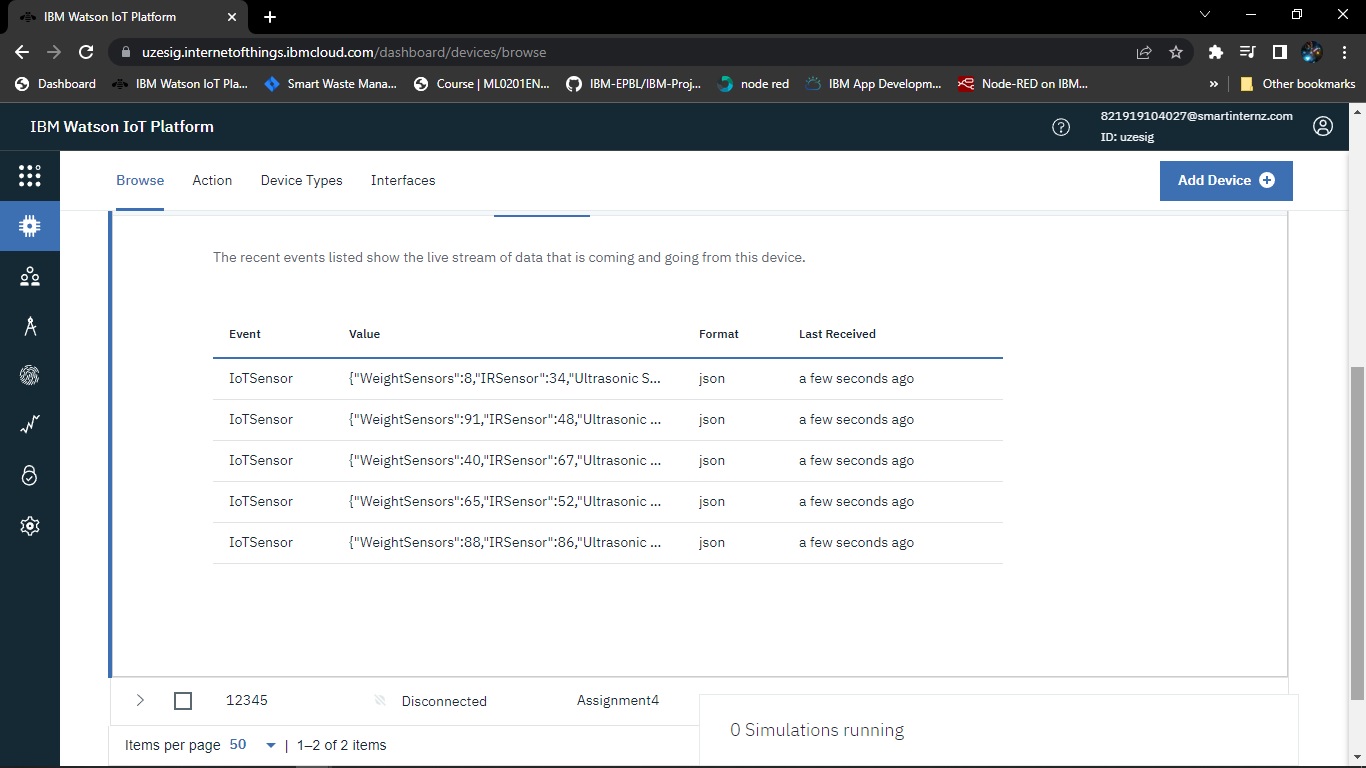 IBM Watson IoT Platform
uzesig.internetofthings.ibmcloud.com/dashboard/devices/browse
Dashboard IBM Watson IoT Pla... Smart Waste Mana... Course | ML0201EN... IBM-EPBL/IBM-Proj... node red IBM App Developm... Node-RED on IBM... » Other bookmarks
IBM Watson IoT Platform
821919104027@smartinternz.com
ID: uzesig
Browse Action Device Types Interfaces Add Device
The recent events listed show the live stream of data that is coming and going from this device.
Event Value Format Last Received
IoTSensor {"WeightSensors":8,"IRSensor":34,"Ultrasonic S... json a few seconds ago
IoTSensor {"WeightSensors":91,"IRSensor":48,"Ultrasonic ... json a few seconds ago
IoTSensor {"WeightSensors":40,"IRSensor":67,"Ultrasonic ... json a few seconds ago
IoTSensor {"WeightSensors":65,"IRSensor":52,"Ultrasonic ... json a few seconds ago
IoTSensor {"WeightSensors":88,"IRSensor":86,"Ultrasonic ... json a few seconds ago
12345 Disconnected Assignment4
0 Simulations running
Items per page 50 | 1–2 of 2 items